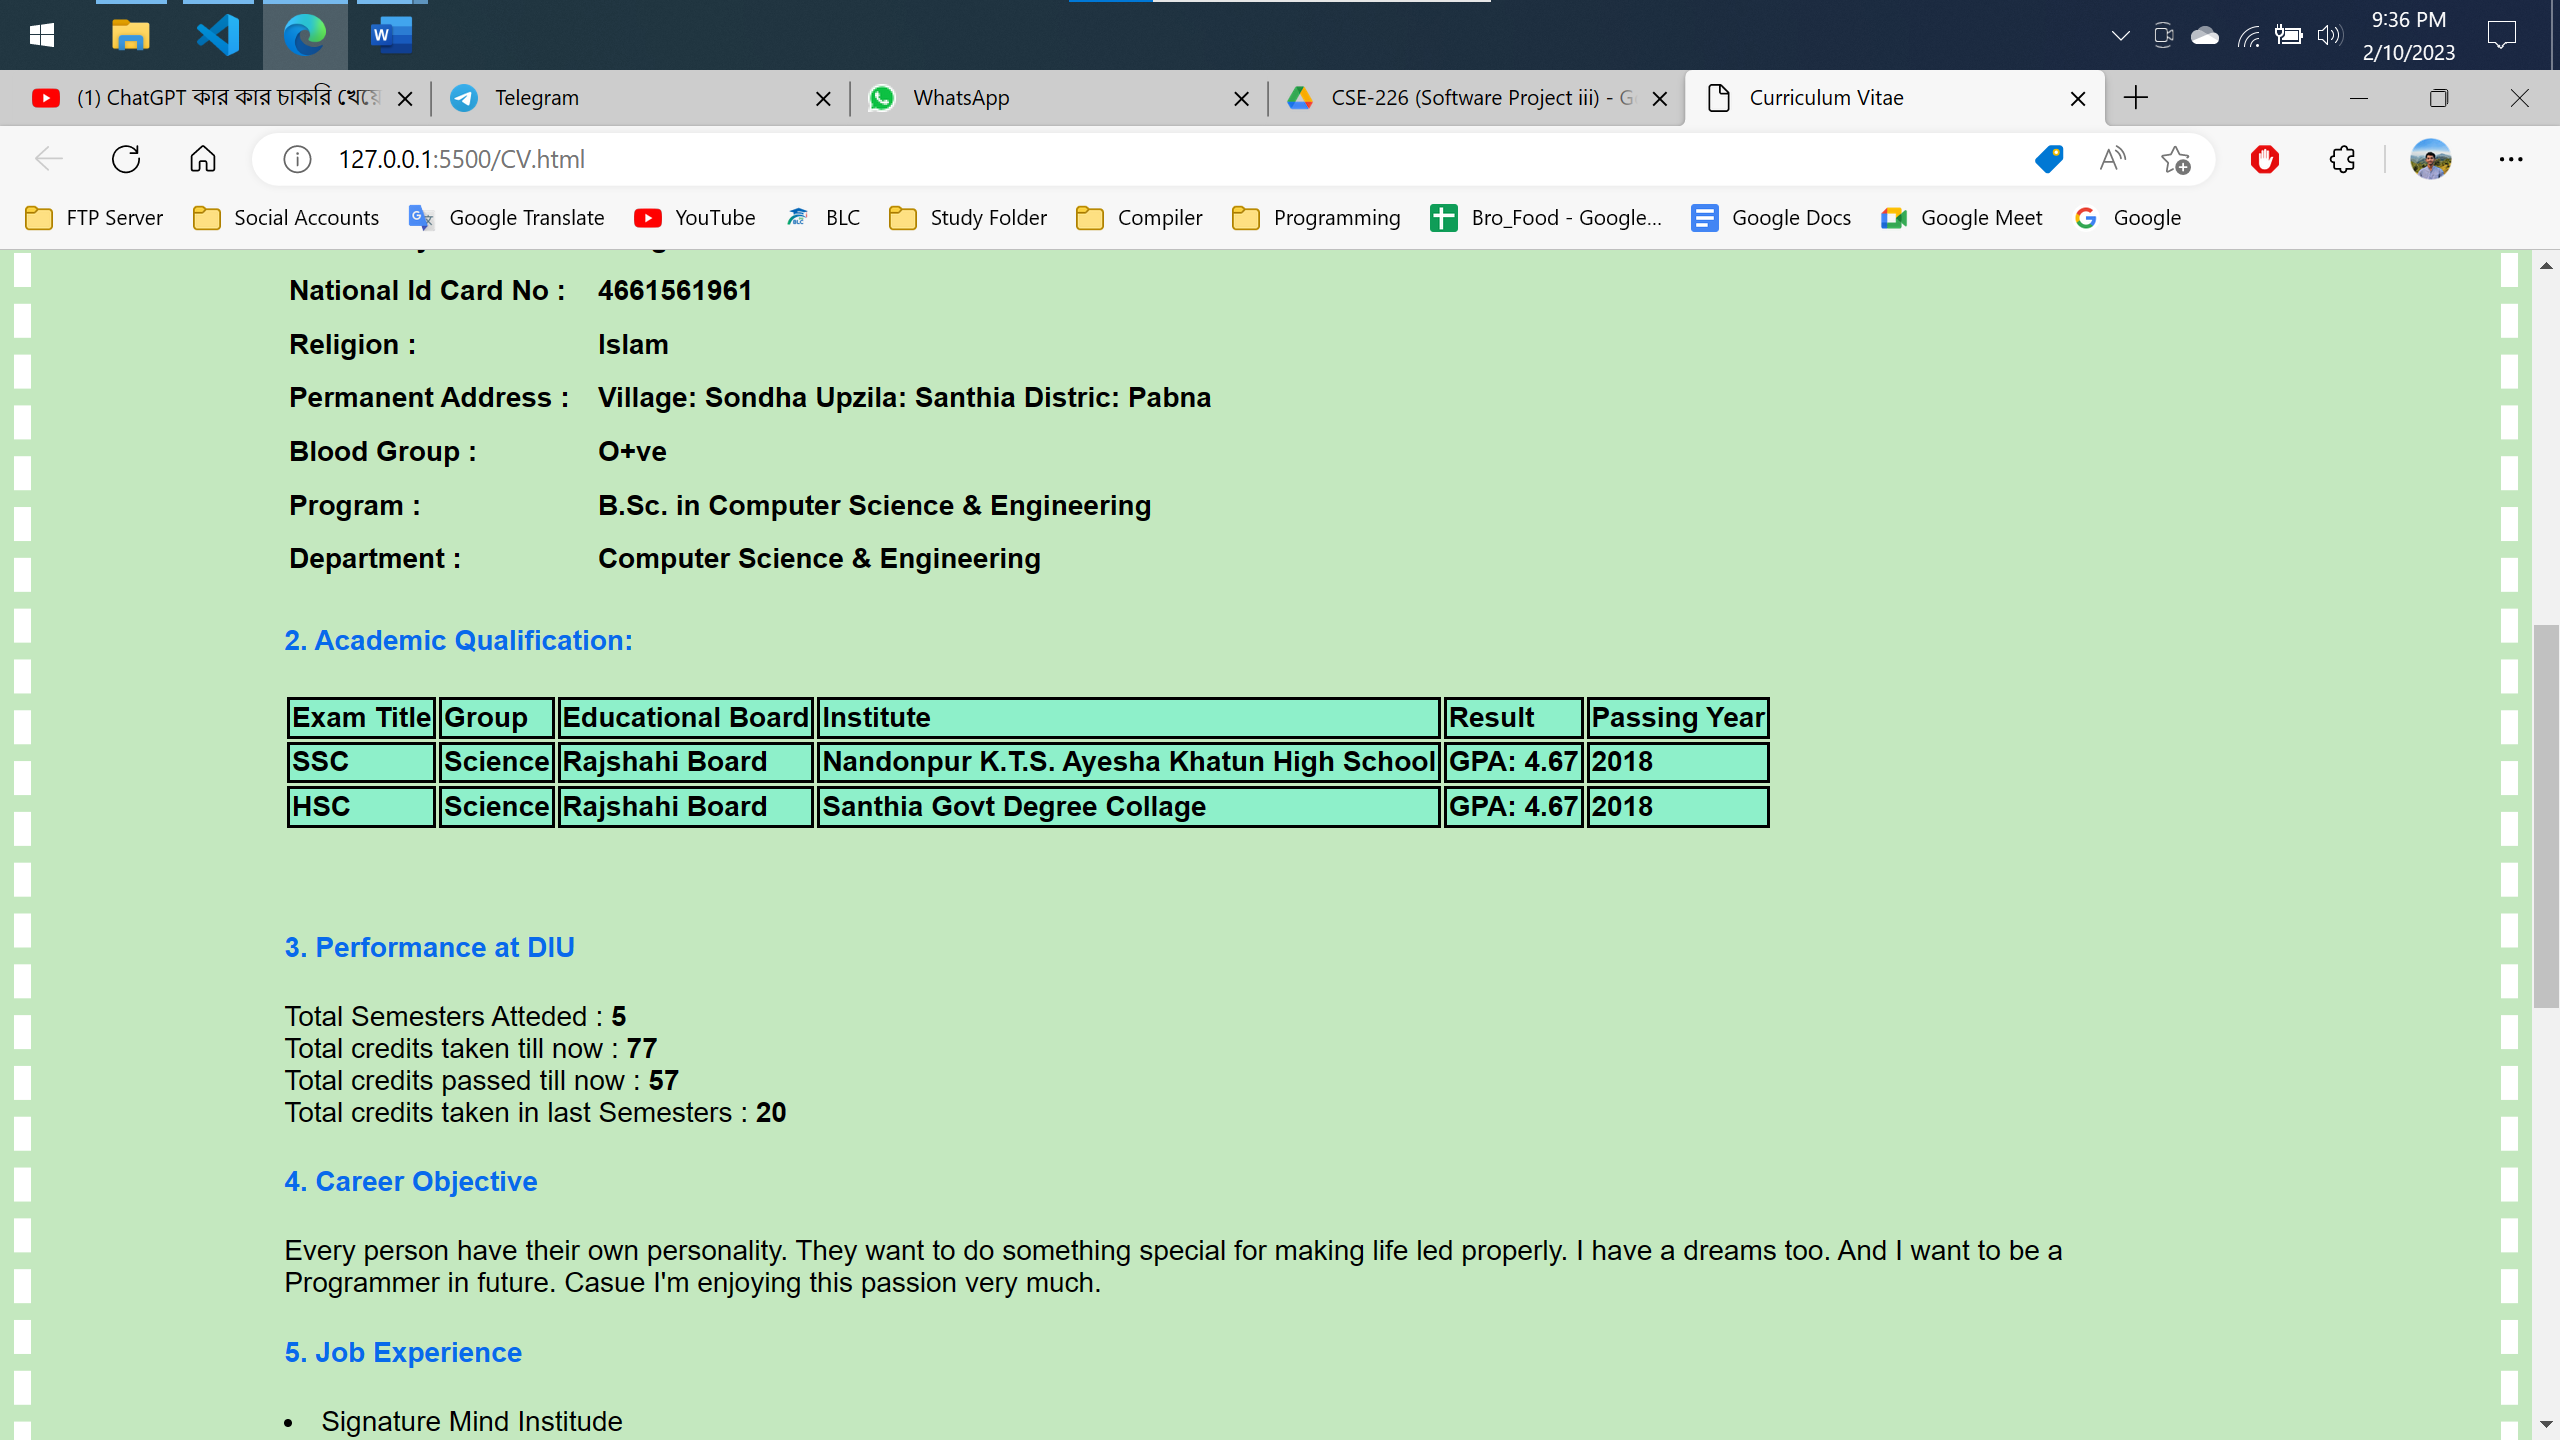 9:36 PM
2/10/2023
(1) ChatGPT কার কার চাকরি খেয়ে
Telegram
WhatsApp
CSE-226 (Software Project iii) - G
Curriculum Vitae
127.0.0.1:5500/CV.html
FTP Server
Social Accounts
Google Translate
YouTube
BLC
Study Folder
Compiler
Programming
Bro_Food - Google...
Google Docs
Google Meet
Google
National Id Card No : 4661561961
Religion : Islam
Permanent Address : Village: Sondha Upzila: Santhia Distric: Pabna
Blood Group : O+ve
Program : B.Sc. in Computer Science & Engineering
Department : Computer Science & Engineering
2. Academic Qualification:
Exam Title Group Educational Board Institute Result Passing Year
SSC Science Rajshahi Board Nandonpur K.T.S. Ayesha Khatun High School GPA: 4.67 2018
HSC Science Rajshahi Board Santhia Govt Degree Collage GPA: 4.67 2018
3. Performance at DIU
Total Semesters Atteded : 5
Total credits taken till now : 77
Total credits passed till now : 57
Total credits taken in last Semesters : 20
4. Career Objective
Every person have their own personality. They want to do something special for making life led properly. I have a dreams too. And I want to be a
Programmer in future. Casue I'm enjoying this passion very much.
5. Job Experience
• Signature Mind Institude